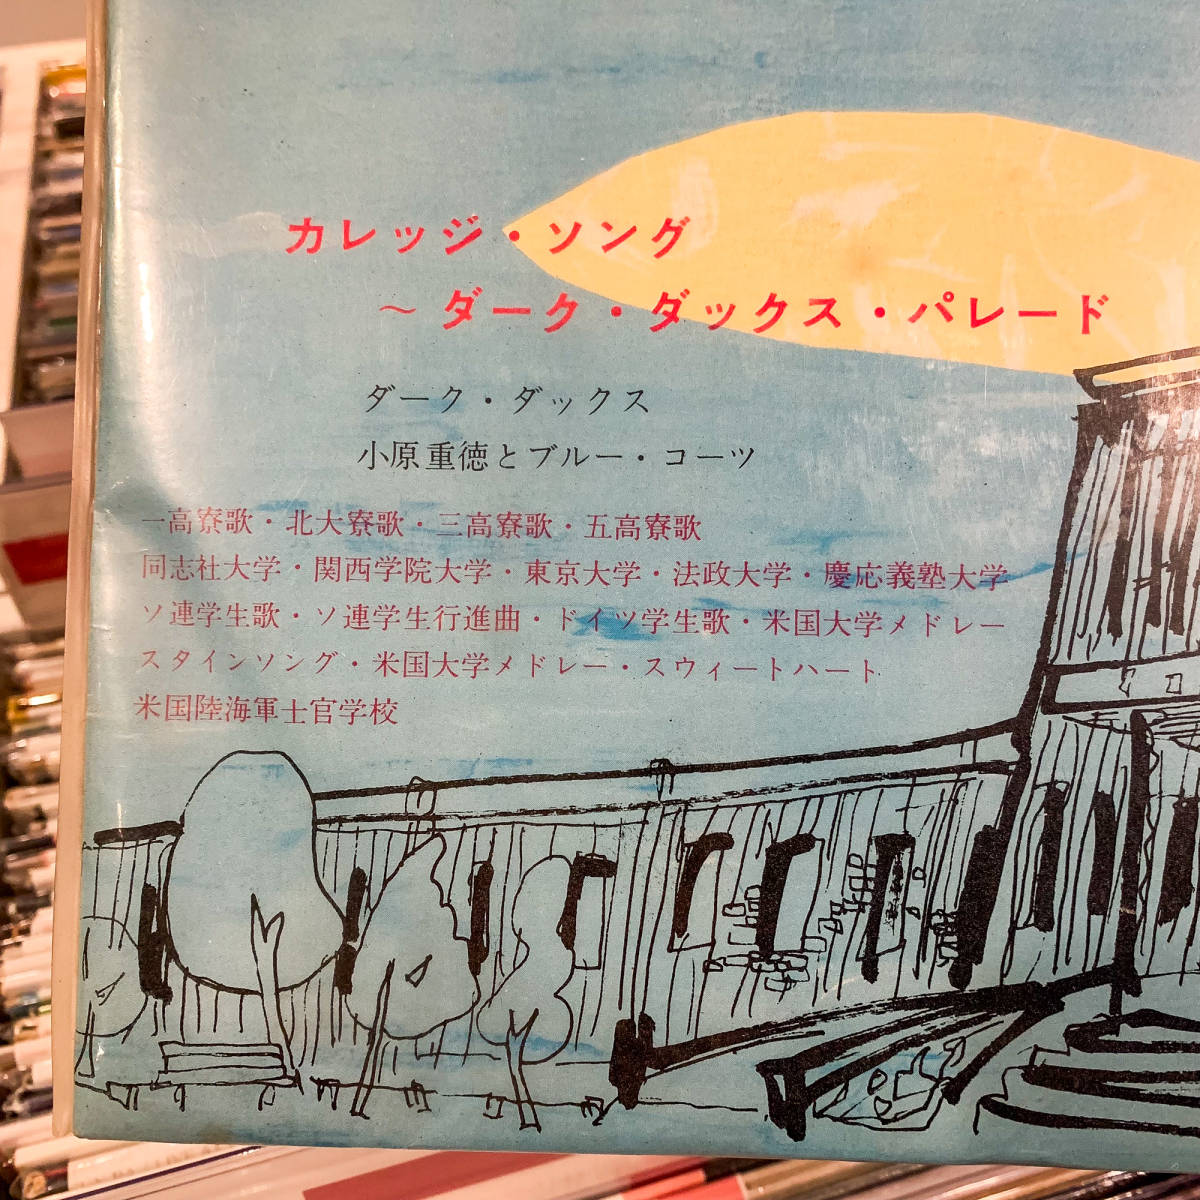 カレッジ・ソング
～ダーク・ダックス・パレード
ダーク・ダックス
小原重徳とブルー・コーツ
一高寮歌・北大寮歌・三高寮歌・五高寮歌
同志社大学・関西学院大学・東京大学・法政大学・慶応義塾大学
ソ連学生歌・ソ連学生行進曲・ドイツ学生歌・米国大学メドレー
スタインソング・米国大学メドレー・スウィートハート
米国陸海軍士官学校